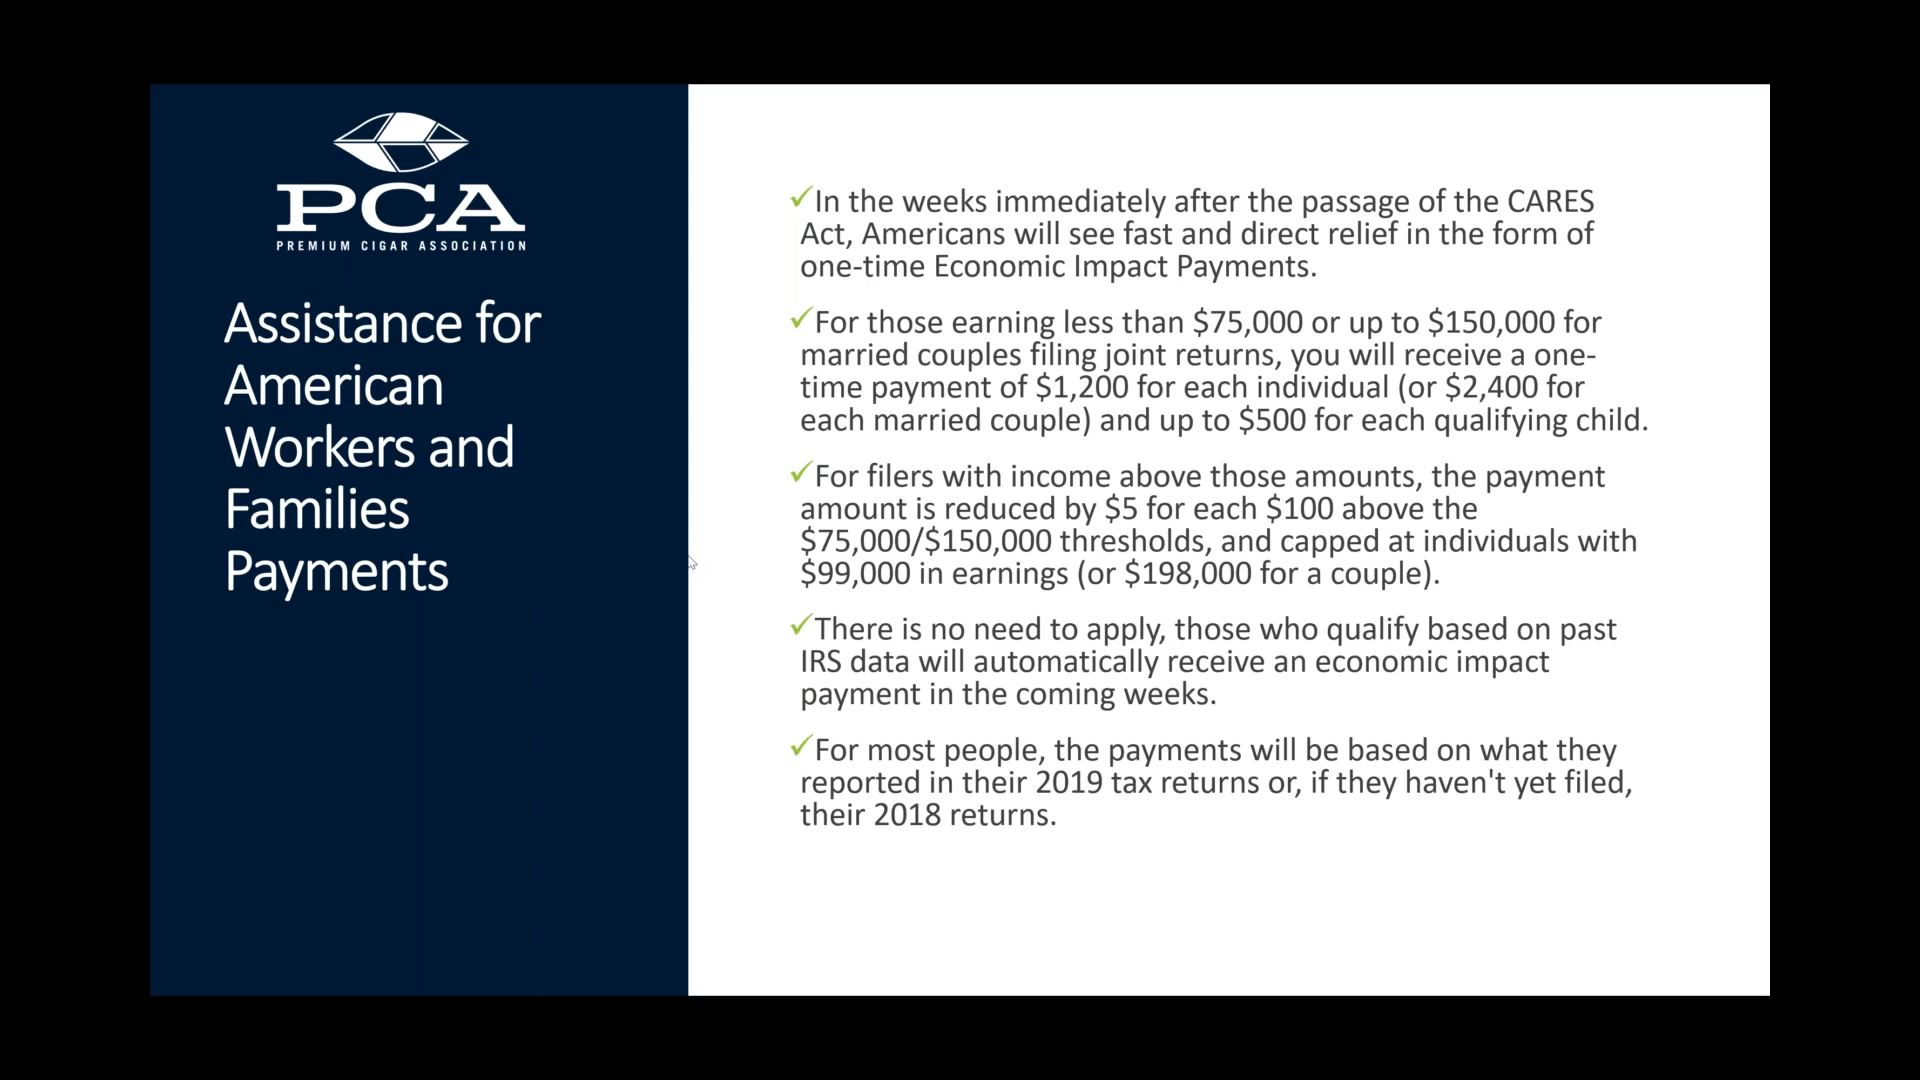 PCA
PREMIUM CIGAR ASSOCIATION
Assistance for
American
Workers and
Families
Payments
✓In the weeks immediately after the passage of the CARES
Act, Americans will see fast and direct relief in the form of
one-time Economic Impact Payments.
✓For those earning less than $75,000 or up to $150,000 for
married couples filing joint returns, you will receive a one-
time payment of $1,200 for each individual (or $2,400 for
each married couple) and up to $500 for each qualifying child.
✓For filers with income above those amounts, the payment
amount is reduced by $5 for each $100 above the
$75,000/$150,000 thresholds, and capped at individuals with
$99,000 in earnings (or $198,000 for a couple).
✓There is no need to apply, those who qualify based on past
IRS data will automatically receive an economic impact
payment in the coming weeks.
✓For most people, the payments will be based on what they
reported in their 2019 tax returns or, if they haven't yet filed,
their 2018 returns.